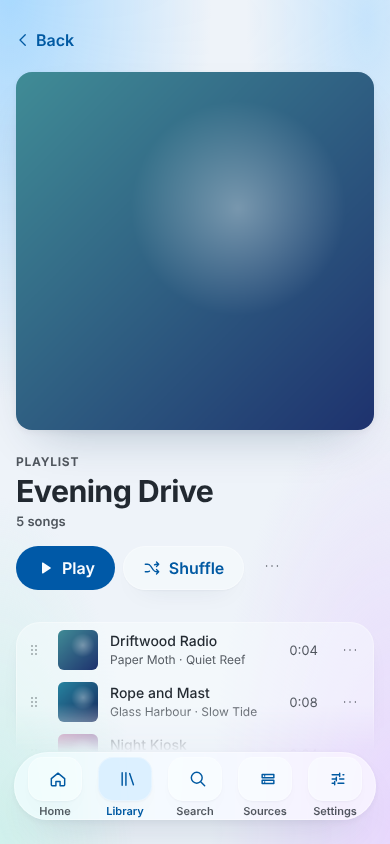 Back
PLAYLIST
Evening Drive
5 songs
Play
Shuffle
Driftwood Radio
Paper Moth · Quiet Reef
0:04
Rope and Mast
Glass Harbour · Slow Tide
0:08
Night Kiosk
Home
Library
Search
Sources
Settings